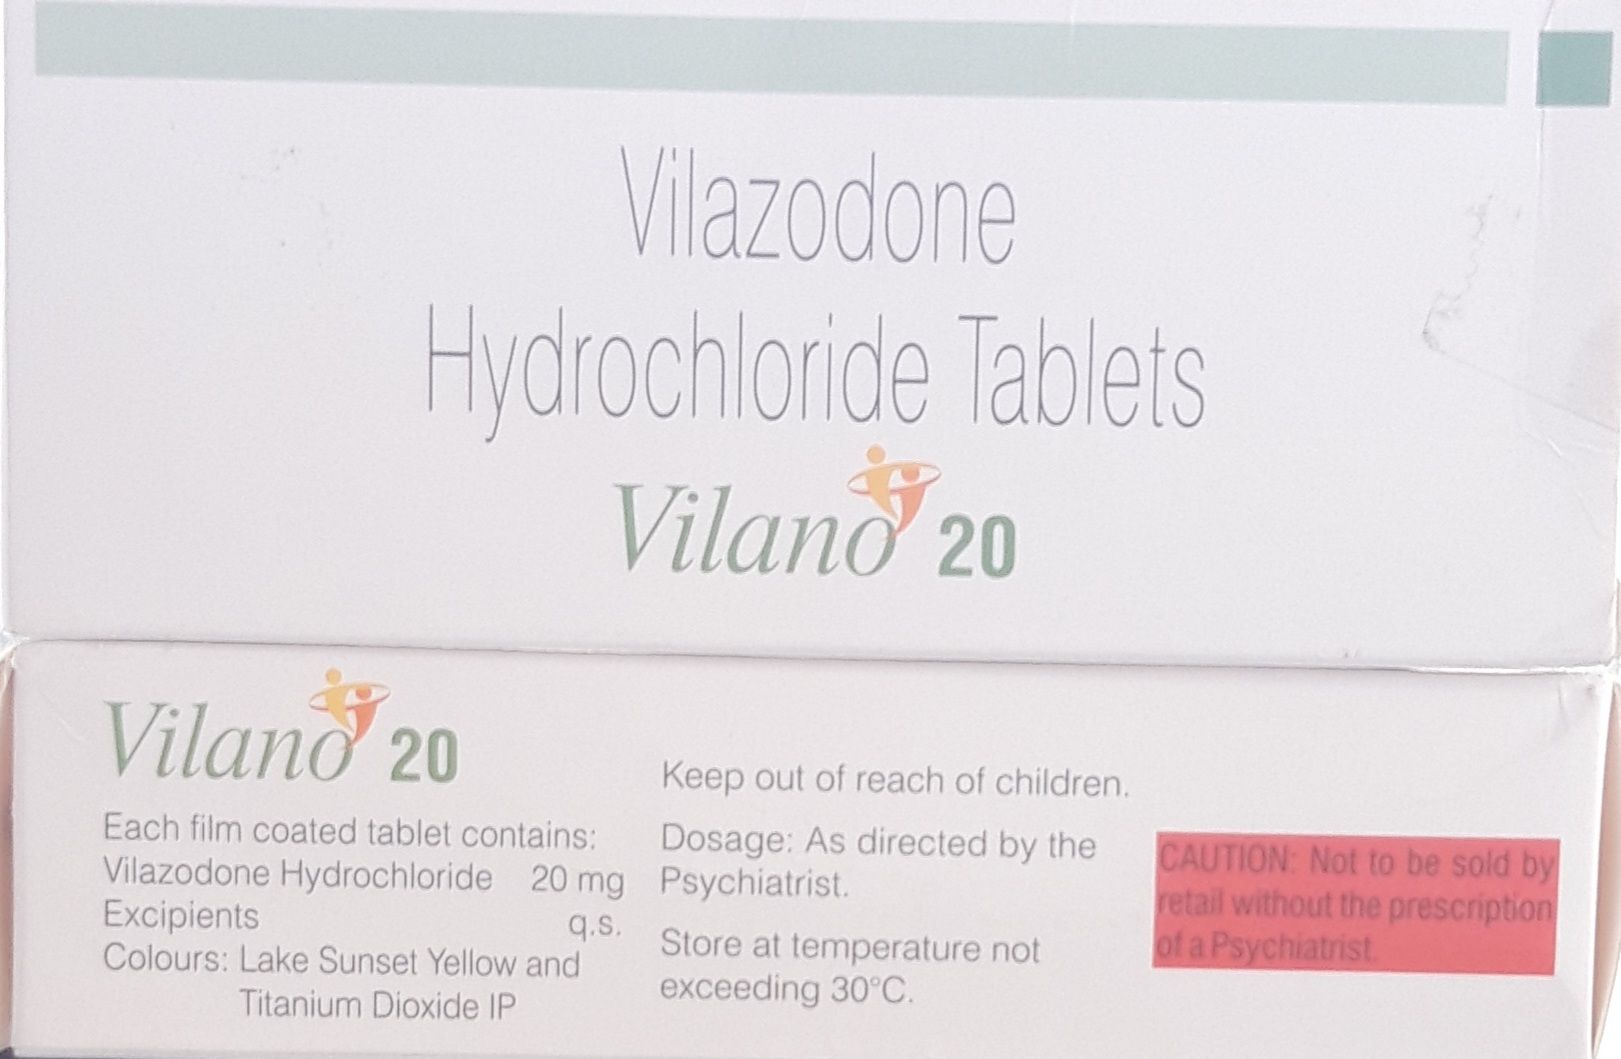 Vilazodone
Hydrochloride Tablets
Vilano 20
Vilano 20
Each film coated tablet contains:
Vilazodone Hydrochloride 20 mg
Excipients q.s.
Colours: Lake Sunset Yellow and
Titanium Dioxide IP
Keep out of reach of children.
Dosage: As directed by the
Psychiatrist.
Store at temperature not
exceeding 30°C.
CAUTION: Not to be sold by
retail without the prescription
of a Psychiatrist.